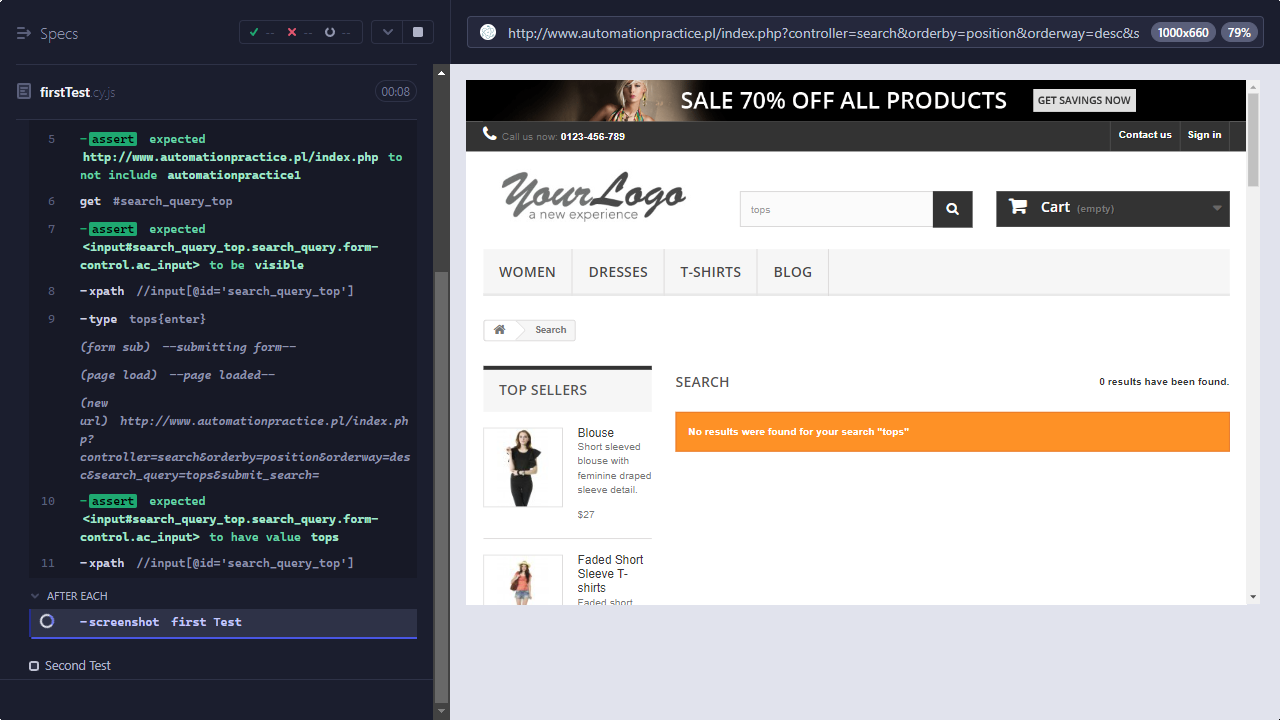 Specs
-- -- --
firstTest.cy.js 00:08
5 -assert expected
http://www.automationpractice.pl/index.php to
not include automationpractice1
6 get #search_query_top
7 -assert expected
<input#search_query_top.search_query.form-
control.ac_input> to be visible
8 -xpath //input[@id='search_query_top']
9 -type tops{enter}
(form sub) --submitting form--
(page load) --page loaded--
(new
url) http://www.automationpractice.pl/index.ph
p?
controller=search&orderby=position&orderway=des
c&search_query=tops&submit_search=
10 -assert expected
<input#search_query_top.search_query.form-
control.ac_input> to have value tops
11 -xpath //input[@id='search_query_top']
AFTER EACH
-screenshot first Test
Second Test
http://www.automationpractice.pl/index.php?controller=search&orderby=position&orderway=desc&s 1000x660 79%
SALE 70% OFF ALL PRODUCTS GET SAVINGS NOW
Call us now: 0123-456-789 Contact us Sign in
YourLogo
a new experience
tops
Cart (empty)
WOMEN DRESSES T-SHIRTS BLOG
Search
TOP SELLERS
Blouse
Short sleeved
blouse with
feminine draped
sleeve detail.
$27
Faded Short
Sleeve T-
shirts
Faded short
SEARCH 0 results have been found.
No results were found for your search "tops"